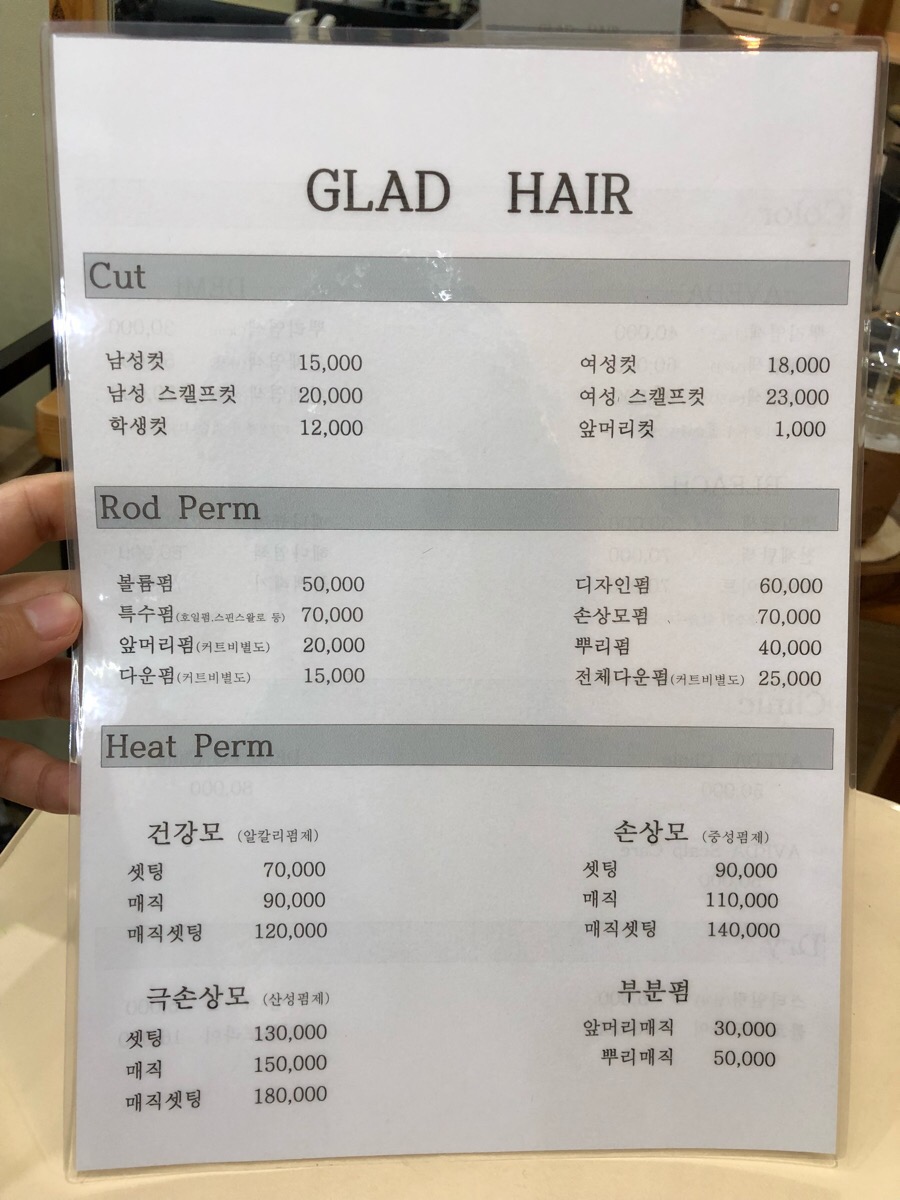 GLAD HAIR
Cut
남성컷 15,000 여성컷 18,000
남성 스캘프컷 20,000 여성 스캘프컷 23,000
학생컷 12,000 앞머리컷 1,000
Rod Perm
볼륨펌 50,000 디자인펌 60,000
특수펌(호일펌,스핀스왈로 등) 70,000 손상모펌 70,000
앞머리펌(커트비별도) 20,000 뿌리펌 40,000
다운펌(커트비별도) 15,000 전체다운펌(커트비별도) 25,000
Heat Perm
건강모 (알칼리펌제)
셋팅 70,000
매직 90,000
매직셋팅 120,000
손상모 (중성펌제)
셋팅 90,000
매직 110,000
매직셋팅 140,000
극손상모 (산성펌제)
셋팅 130,000
매직 150,000
매직셋팅 180,000
부분펌
앞머리매직 30,000
뿌리매직 50,000